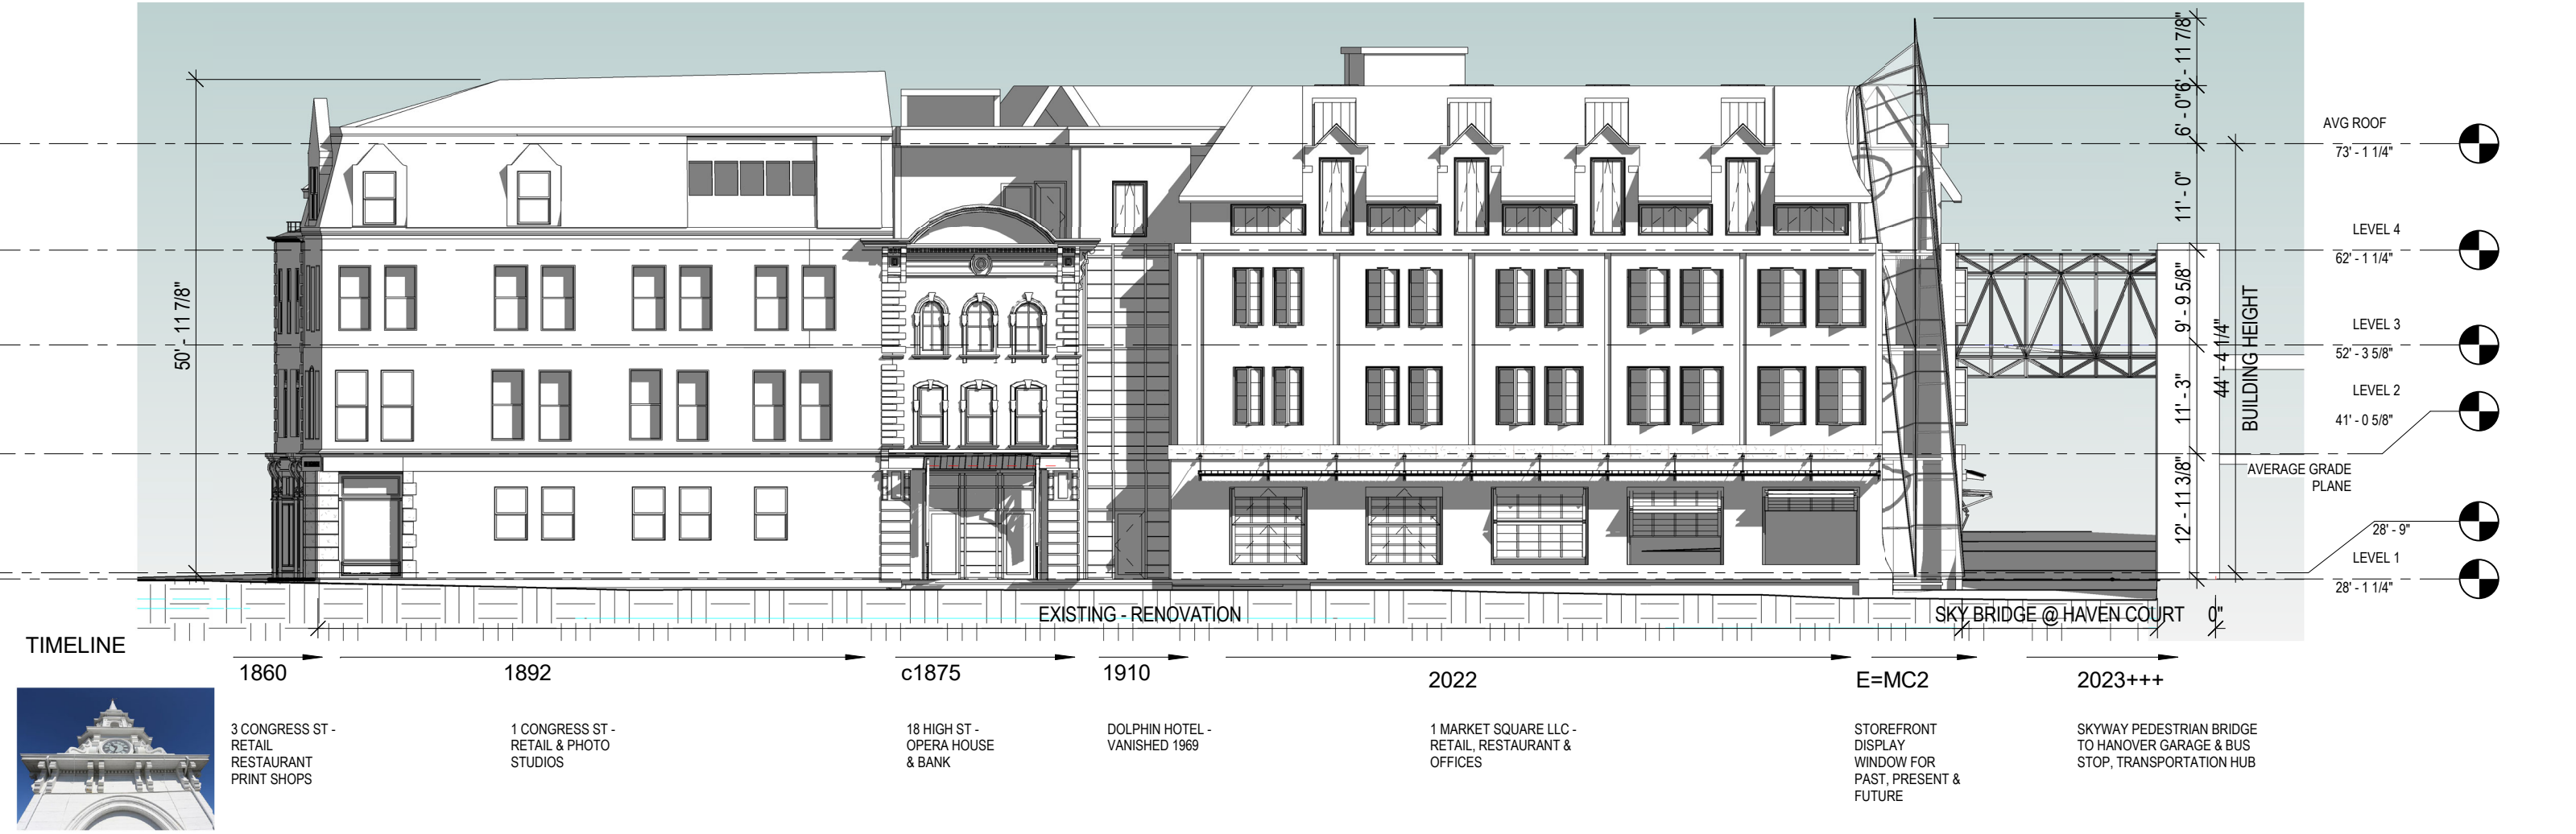 6' - 11 7/8"
6' - 0"
AVG ROOF
73' - 1 1/4"
11' - 0"
LEVEL 4
62' - 1 1/4"
9' - 9 5/8"
50' - 11 7/8"
LEVEL 3
52' - 3 5/8"
44' - 4 1/4"
BUILDING HEIGHT
11' - 3"
LEVEL 2
41' - 0 5/8"
AVERAGE GRADE
PLANE
12' - 11 3/8"
28' - 9"
LEVEL 1
28' - 1 1/4"
EXISTING - RENOVATION
SKY BRIDGE @ HAVEN COURT
0"
TIMELINE
1860
1892
c1875
1910
2022
E=MC2
2023+++
3 CONGRESS ST -
RETAIL
RESTAURANT
PRINT SHOPS
1 CONGRESS ST -
RETAIL & PHOTO
STUDIOS
18 HIGH ST -
OPERA HOUSE
& BANK
DOLPHIN HOTEL -
VANISHED 1969
1 MARKET SQUARE LLC -
RETAIL, RESTAURANT &
OFFICES
STOREFRONT
DISPLAY
WINDOW FOR
PAST, PRESENT &
FUTURE
SKYWAY PEDESTRIAN BRIDGE
TO HANOVER GARAGE & BUS
STOP, TRANSPORTATION HUB